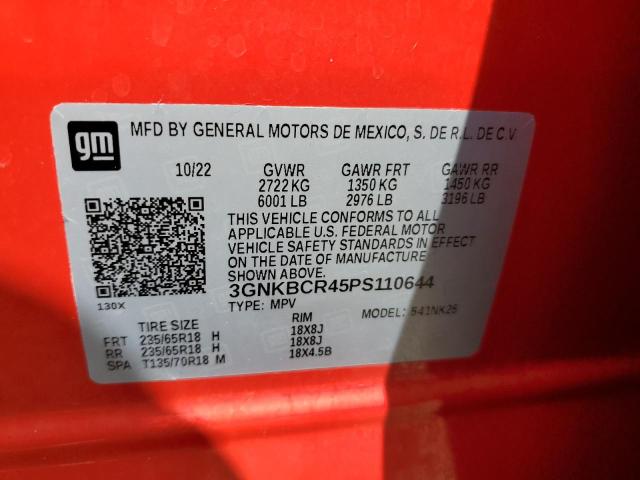 gm
MFD BY GENERAL MOTORS DE MEXICO, S. DE R.L. DE C.V
10/22 GVWR GAWR FRT GAWR RR
2722 KG 1350 KG 1450 KG
6001 LB 2976 LB 3196 LB
THIS VEHICLE CONFORMS TO ALL
APPLICABLE U.S. FEDERAL MOTOR
VEHICLE SAFETY STANDARDS IN EFFECT
ON THE DATE OF MANUFACTURE
SHOWN ABOVE.
3GNKBCR45PS110644
130X TYPE: MPV MODEL: 541NK26
TIRE SIZE RIM
FRT 235/65R18 H 18X8J
RR 235/65R18 H 18X8J
SPA T135/70R18 M 18X4.5B